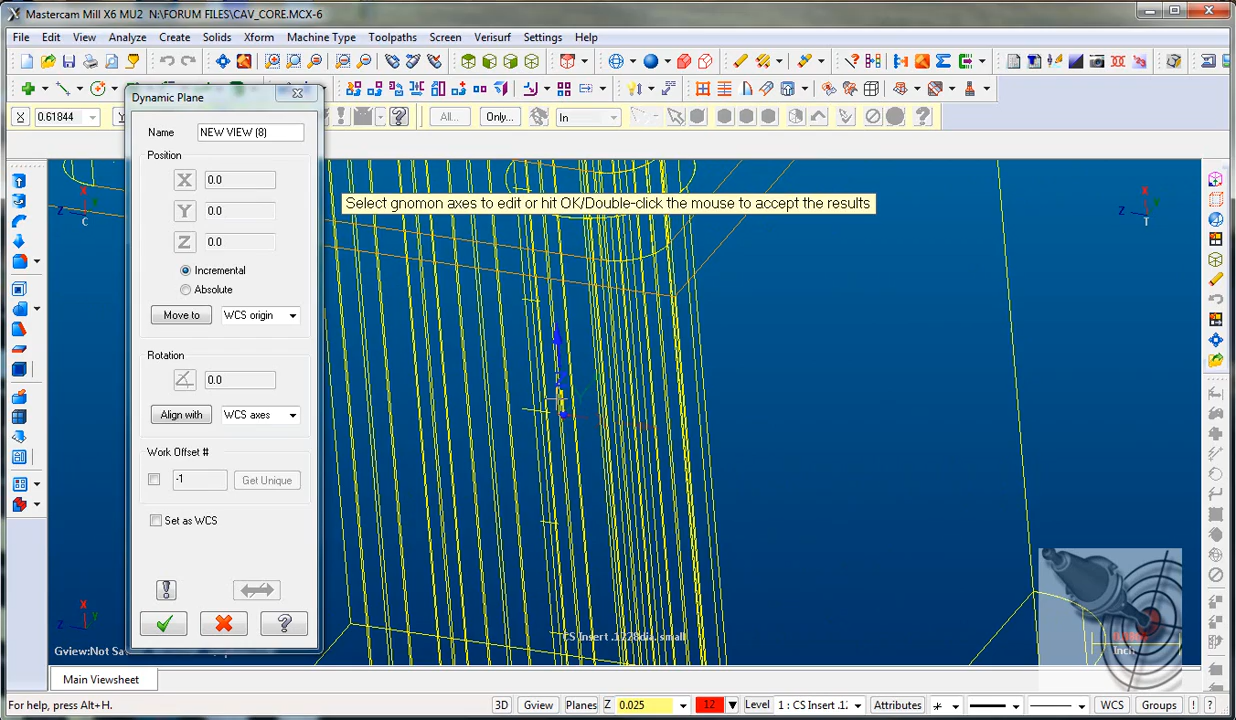 Mastercam Mill X6 MU2 N:\FORUM FILES\CAV_CORE.MCX-6
File Edit View Analyze Create Solids Xform Machine Type Toolpaths Screen Verisurf Settings Help
X 0.61844
All... Only... In
Dynamic Plane
Name NEW VIEW (8)
Position
X 0.0
Y 0.0
Z 0.0
Incremental
Absolute
Move to WCS origin
Rotation
0.0
Align with WCS axes
Work Offset #
-1 Get Unique
Set as WCS
Select gnomon axes to edit or hit OK/Double-click the mouse to accept the results
X
Z Y
C
X
Z Y
T
Z
X
Z Y
CS Insert .1228dia.small
Inch
Gview:Not Sa
Main Viewsheet
For help, press Alt+H.
3D Gview Planes Z 0.025 12 Level 1 : CS Insert .12 Attributes WCS Groups ! ?